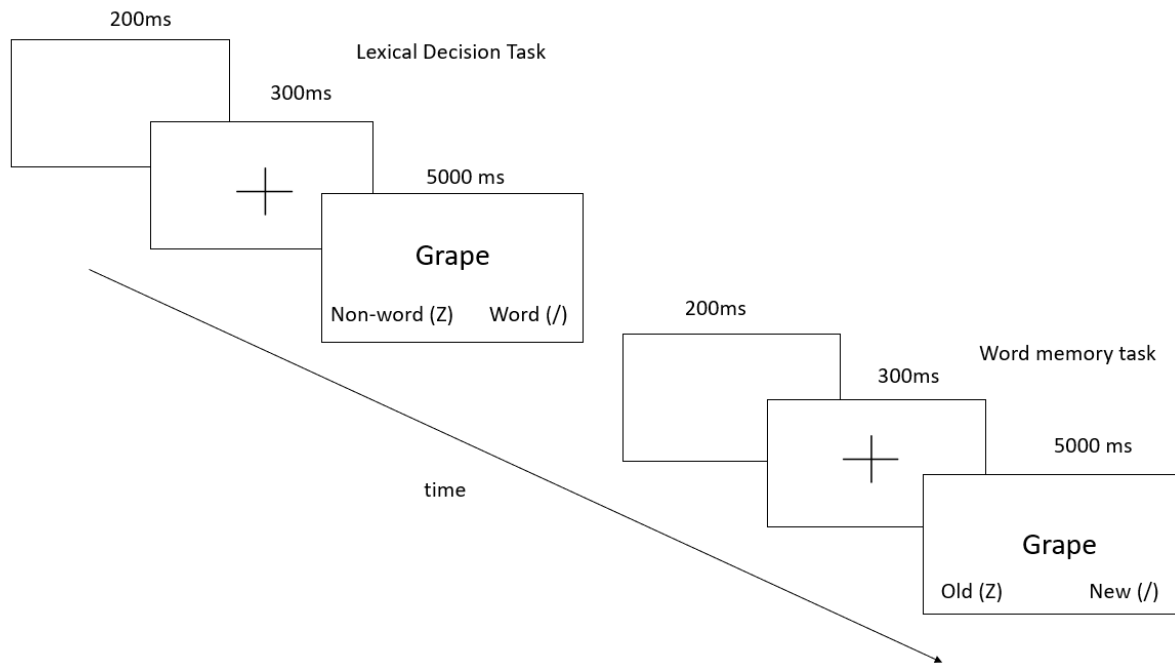 200ms
Lexical Decision Task
300ms
5000 ms
Grape
Non-word (Z) Word (/)
200ms
Word memory task
300ms
5000 ms
Grape
Old (Z) New (/)
time